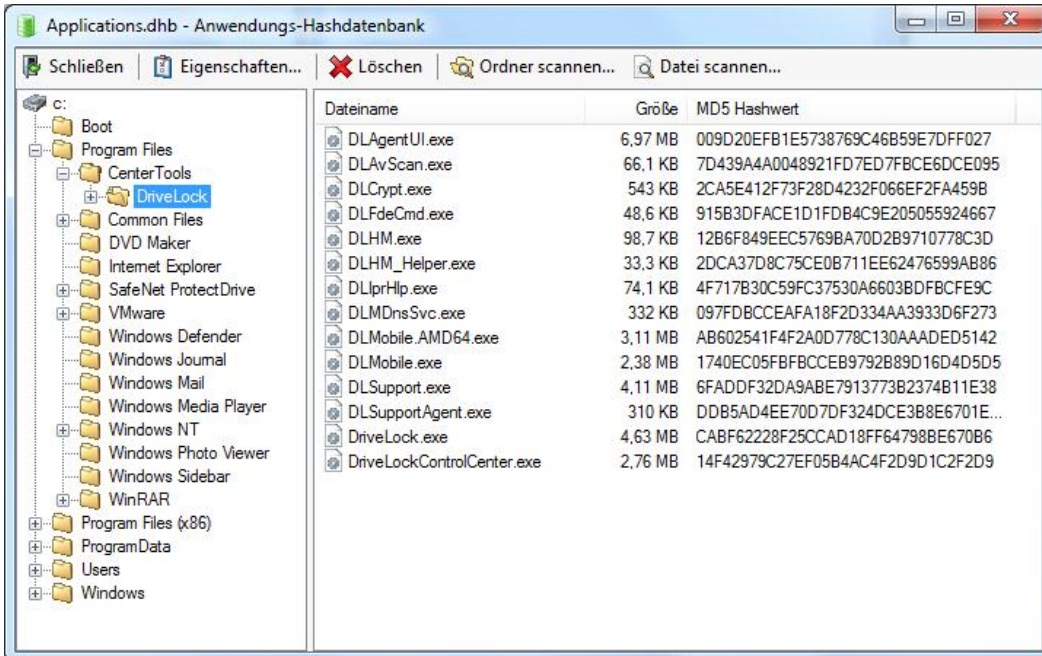 Applications.dhb - Anwendungs-Hashdatenbank
Schließen Eigenschaften... Löschen Ordner scannen... Datei scannen...
c:
Boot
Program Files
CenterTools
DriveLock
Common Files
DVD Maker
Internet Explorer
SafeNet ProtectDrive
VMware
Windows Defender
Windows Journal
Windows Mail
Windows Media Player
Windows NT
Windows Photo Viewer
Windows Sidebar
WinRAR
Program Files (x86)
ProgramData
Users
Windows
Dateiname Größe MD5 Hashwert
DLAgentUI.exe 6,97 MB 009D20EFB1E5738769C46B59E7DFF027
DLAvScan.exe 66,1 KB 7D439A4A0048921FD7ED7FBCE6DCE095
DLCrypt.exe 543 KB 2CA5E412F73F28D4232F066EF2FA459B
DLFdeCmd.exe 48,6 KB 915B3DFACE1D1FDB4C9E205055924667
DLHM.exe 98,7 KB 12B6F849EEC5769BA70D2B9710778C3D
DLHM_Helper.exe 33,3 KB 2DCA37D8C75CE0B711EE62476599AB86
DLIprHlp.exe 74,1 KB 4F717B30C59FC37530A6603BDFBCFE9C
DLMDnsSvc.exe 332 KB 097FDBCCEAFA18F2D334AA3933D6F273
DLMobile.AMD64.exe 3,11 MB AB602541F4F2A0D778C130AAADED5142
DLMobile.exe 2,38 MB 1740EC05FBFBCCEB9792B89D16D4D5D5
DLSupport.exe 4,11 MB 6FADDF32DA9ABE7913773B2374B11E38
DLSupportAgent.exe 310 KB DDB5AD4EE70D7DF324DCE3B8E6701E...
DriveLock.exe 4,63 MB CABF62228F25CCAD18FF64798BE670B6
DriveLockControlCenter.exe 2,76 MB 14F42979C27EF05B4AC4F2D9D1C2F2D9